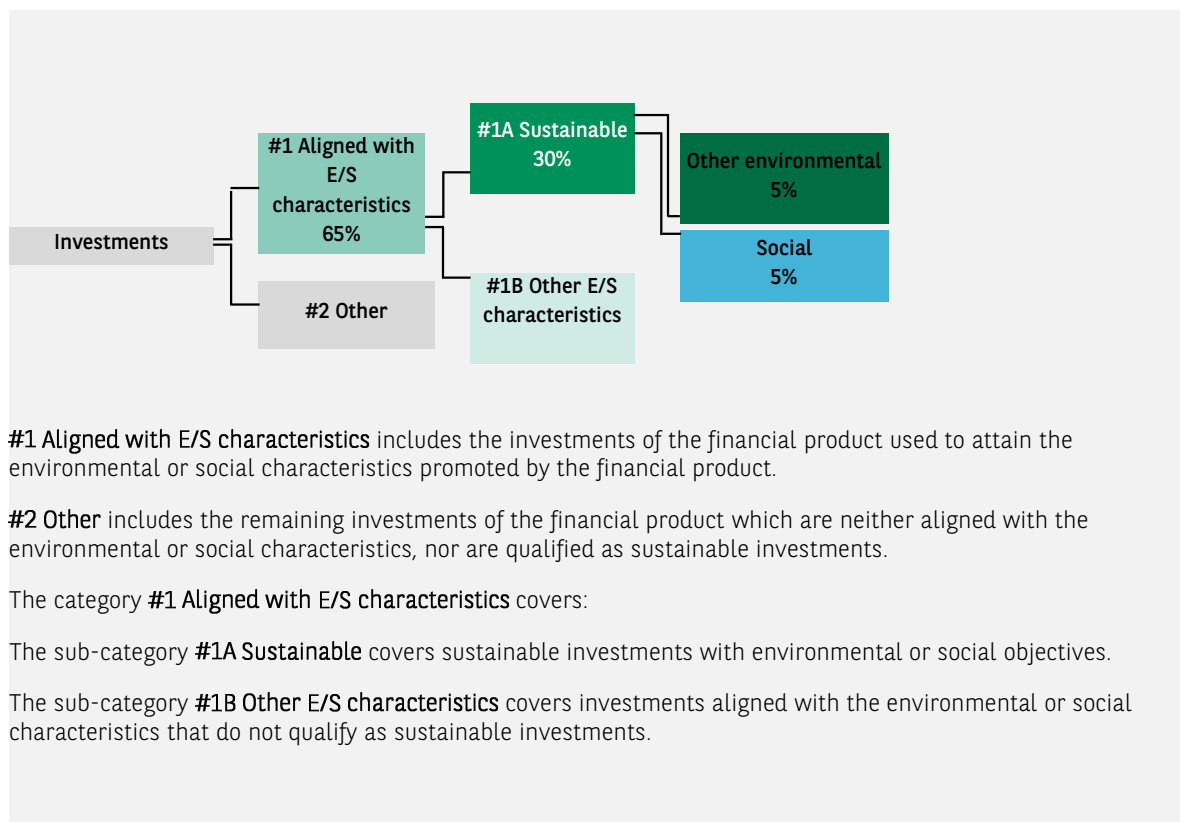 #1A Sustainable
30%
#1 Aligned with
E/S
characteristics
65%
Other environmental
5%
Investments
Social
5%
#1B Other E/S
characteristics
#2 Other
#1 Aligned with E/S characteristics includes the investments of the financial product used to attain the
environmental or social characteristics promoted by the financial product.
#2 Other includes the remaining investments of the financial product which are neither aligned with the
environmental or social characteristics, nor are qualified as sustainable investments.
The category #1 Aligned with E/S characteristics covers:
The sub-category #1A Sustainable covers sustainable investments with environmental or social objectives.
The sub-category #1B Other E/S characteristics covers investments aligned with the environmental or social
characteristics that do not qualify as sustainable investments.